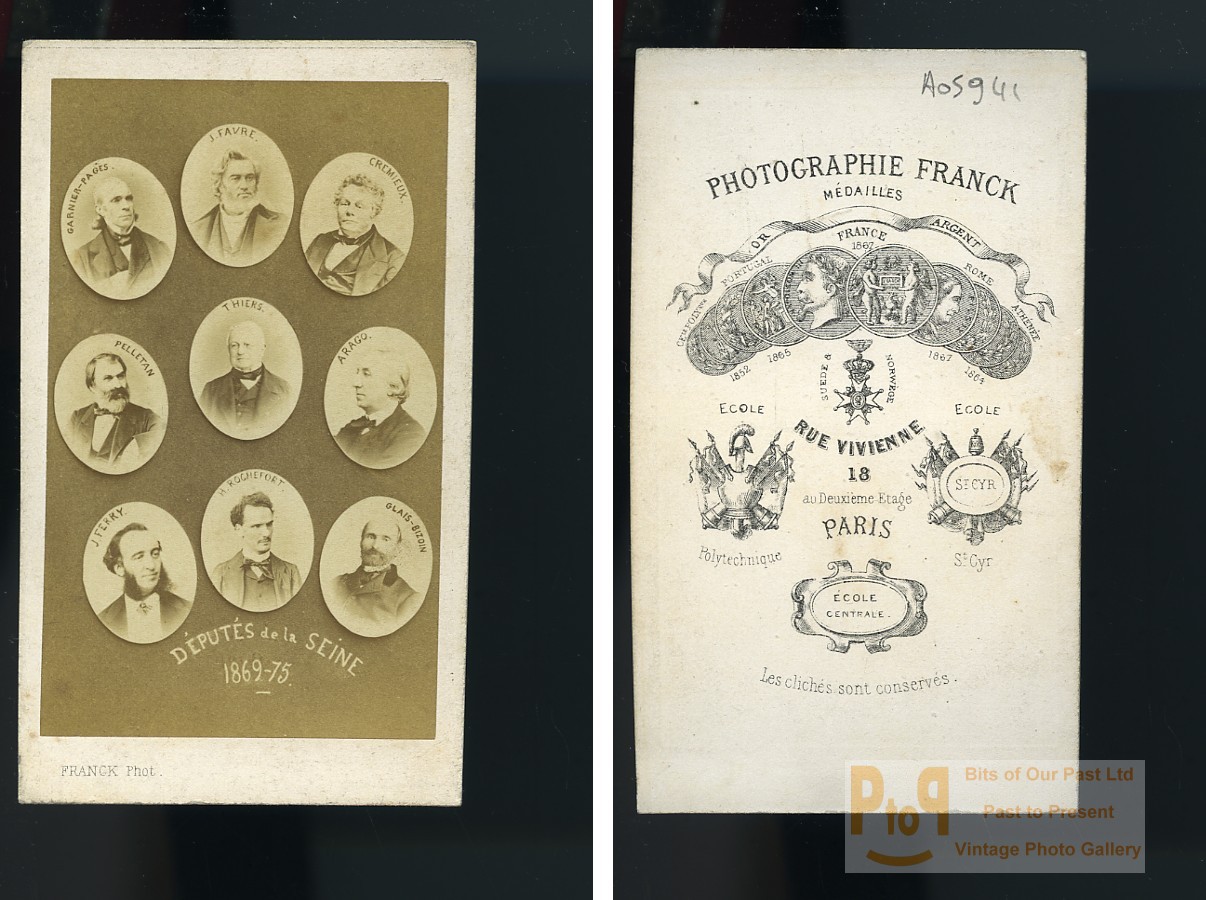 J. FAVRE.
GARNIER-PAGÈS.
CREMIEUX.
THIERS.
PELLETAN
ARAGO.
H. ROCHEFORT
J. FERRY.
GLAIS-BIZOIN
DÉPUTÉS de la SEINE
1869-75.
FRANCK Phot.
A05941
PHOTOGRAPHIE FRANCK
MÉDAILLES
OR
ARGENT
FRANCE
1867
PORTUGAL
ROME
ATHÉNÉE
1852
1865
1867
1864
SUEDE &
NORWÈGE
ECOLE
ECOLE
RUE VIVIENNE
18
au Deuxième Etage
PARIS
ST CYR
Polytechnique
St Cyr
ÉCOLE
CENTRALE
Les clichés sont conservés.
PtoP
Bits of Our Past Ltd
Past to Present
Vintage Photo Gallery